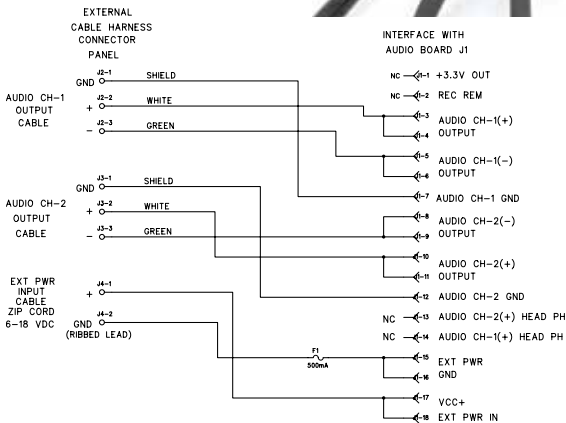 EXTERNAL
CABLE HARNESS
CONNECTOR
PANEL
INTERFACE WITH
AUDIO BOARD J1
AUDIO CH-1
OUTPUT
CABLE
GND J2-1 SHIELD
+ J2-2 WHITE
- J2-3 GREEN
AUDIO CH-2
OUTPUT
CABLE
GND J3-1 SHIELD
+ J3-2 WHITE
- J3-3 GREEN
EXT PWR
INPUT
CABLE
ZIP CORD
6-18 VDC
+ J4-1
J4-2
GND
(RIBBED LEAD)
F1
500mA
NC J1-1 +3.3V OUT
NC J1-2 REC REM
J1-3
J1-4
AUDIO CH-1(+)
OUTPUT
J1-5
J1-6
AUDIO CH-1(-)
OUTPUT
J1-7 AUDIO CH-1 GND
J1-8
J1-9
AUDIO CH-2(-)
OUTPUT
J1-10
J1-11
AUDIO CH-2(+)
OUTPUT
J1-12 AUDIO CH-2 GND
NC J1-13 AUDIO CH-2(+) HEAD PH
NC J1-14 AUDIO CH-1(+) HEAD PH
J1-15
J1-16
EXT PWR
GND
J1-17
J1-18
VCC+
EXT PWR IN